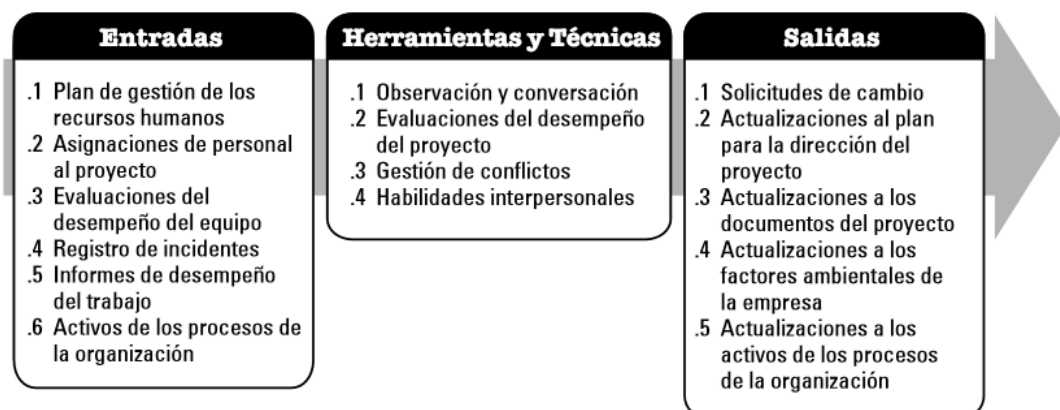 Entradas
.1 Plan de gestión de los
recursos humanos
.2 Asignaciones de personal
al proyecto
.3 Evaluaciones del
desempeño del equipo
.4 Registro de incidentes
.5 Informes de desempeño
del trabajo
.6 Activos de los procesos de
la organización
Herramientas y Técnicas
.1 Observación y conversación
.2 Evaluaciones del desempeño
del proyecto
.3 Gestión de conflictos
.4 Habilidades interpersonales
Salidas
.1 Solicitudes de cambio
.2 Actualizaciones al plan
para la dirección del
proyecto
.3 Actualizaciones a los
documentos del proyecto
.4 Actualizaciones a los
factores ambientales de
la empresa
.5 Actualizaciones a los
activos de los procesos
de la organización